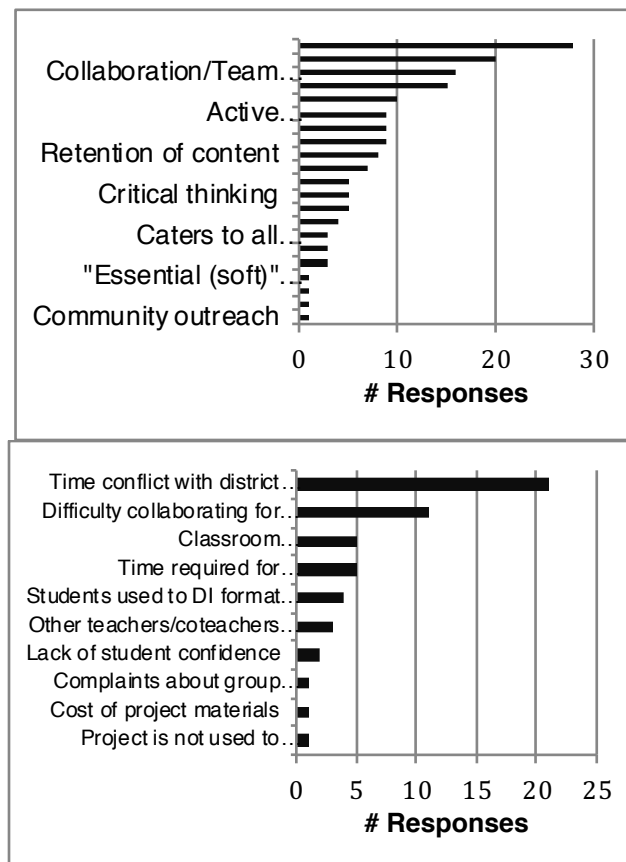 Collaboration/Team...
Active...
Retention of content
Critical thinking
Caters to all...
"Essential (soft)"...
Community outreach
0 10 20 30
# Responses
Time conflict with district...
Difficulty collaborating for...
Classroom...
Time required for...
Students used to DI format...
Other teachers/coteachers...
Lack of student confidence
Complaints about group...
Cost of project materials
Project is not used to...
0 5 10 15 20 25
# Responses